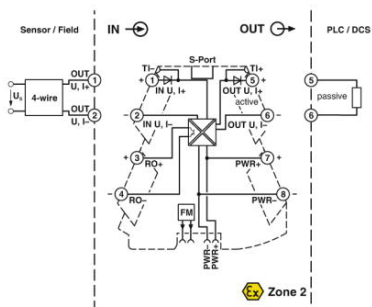 Sensor / Field
IN
OUT
PLC / DCS
S-Port
TI–
TI+
OUT
U, I+
1
+
1
IN U, I+
5
+
OUT U, I+
active
5
Us
4-wire
passive
OUT
U, I–
2
–
2
IN U, I–
6
–
OUT U, I–
6
+
3
RO+
7
+
PWR+
–
4
RO–
8
–
PWR–
FM
PWR–
PWR+
Ex
Zone 2